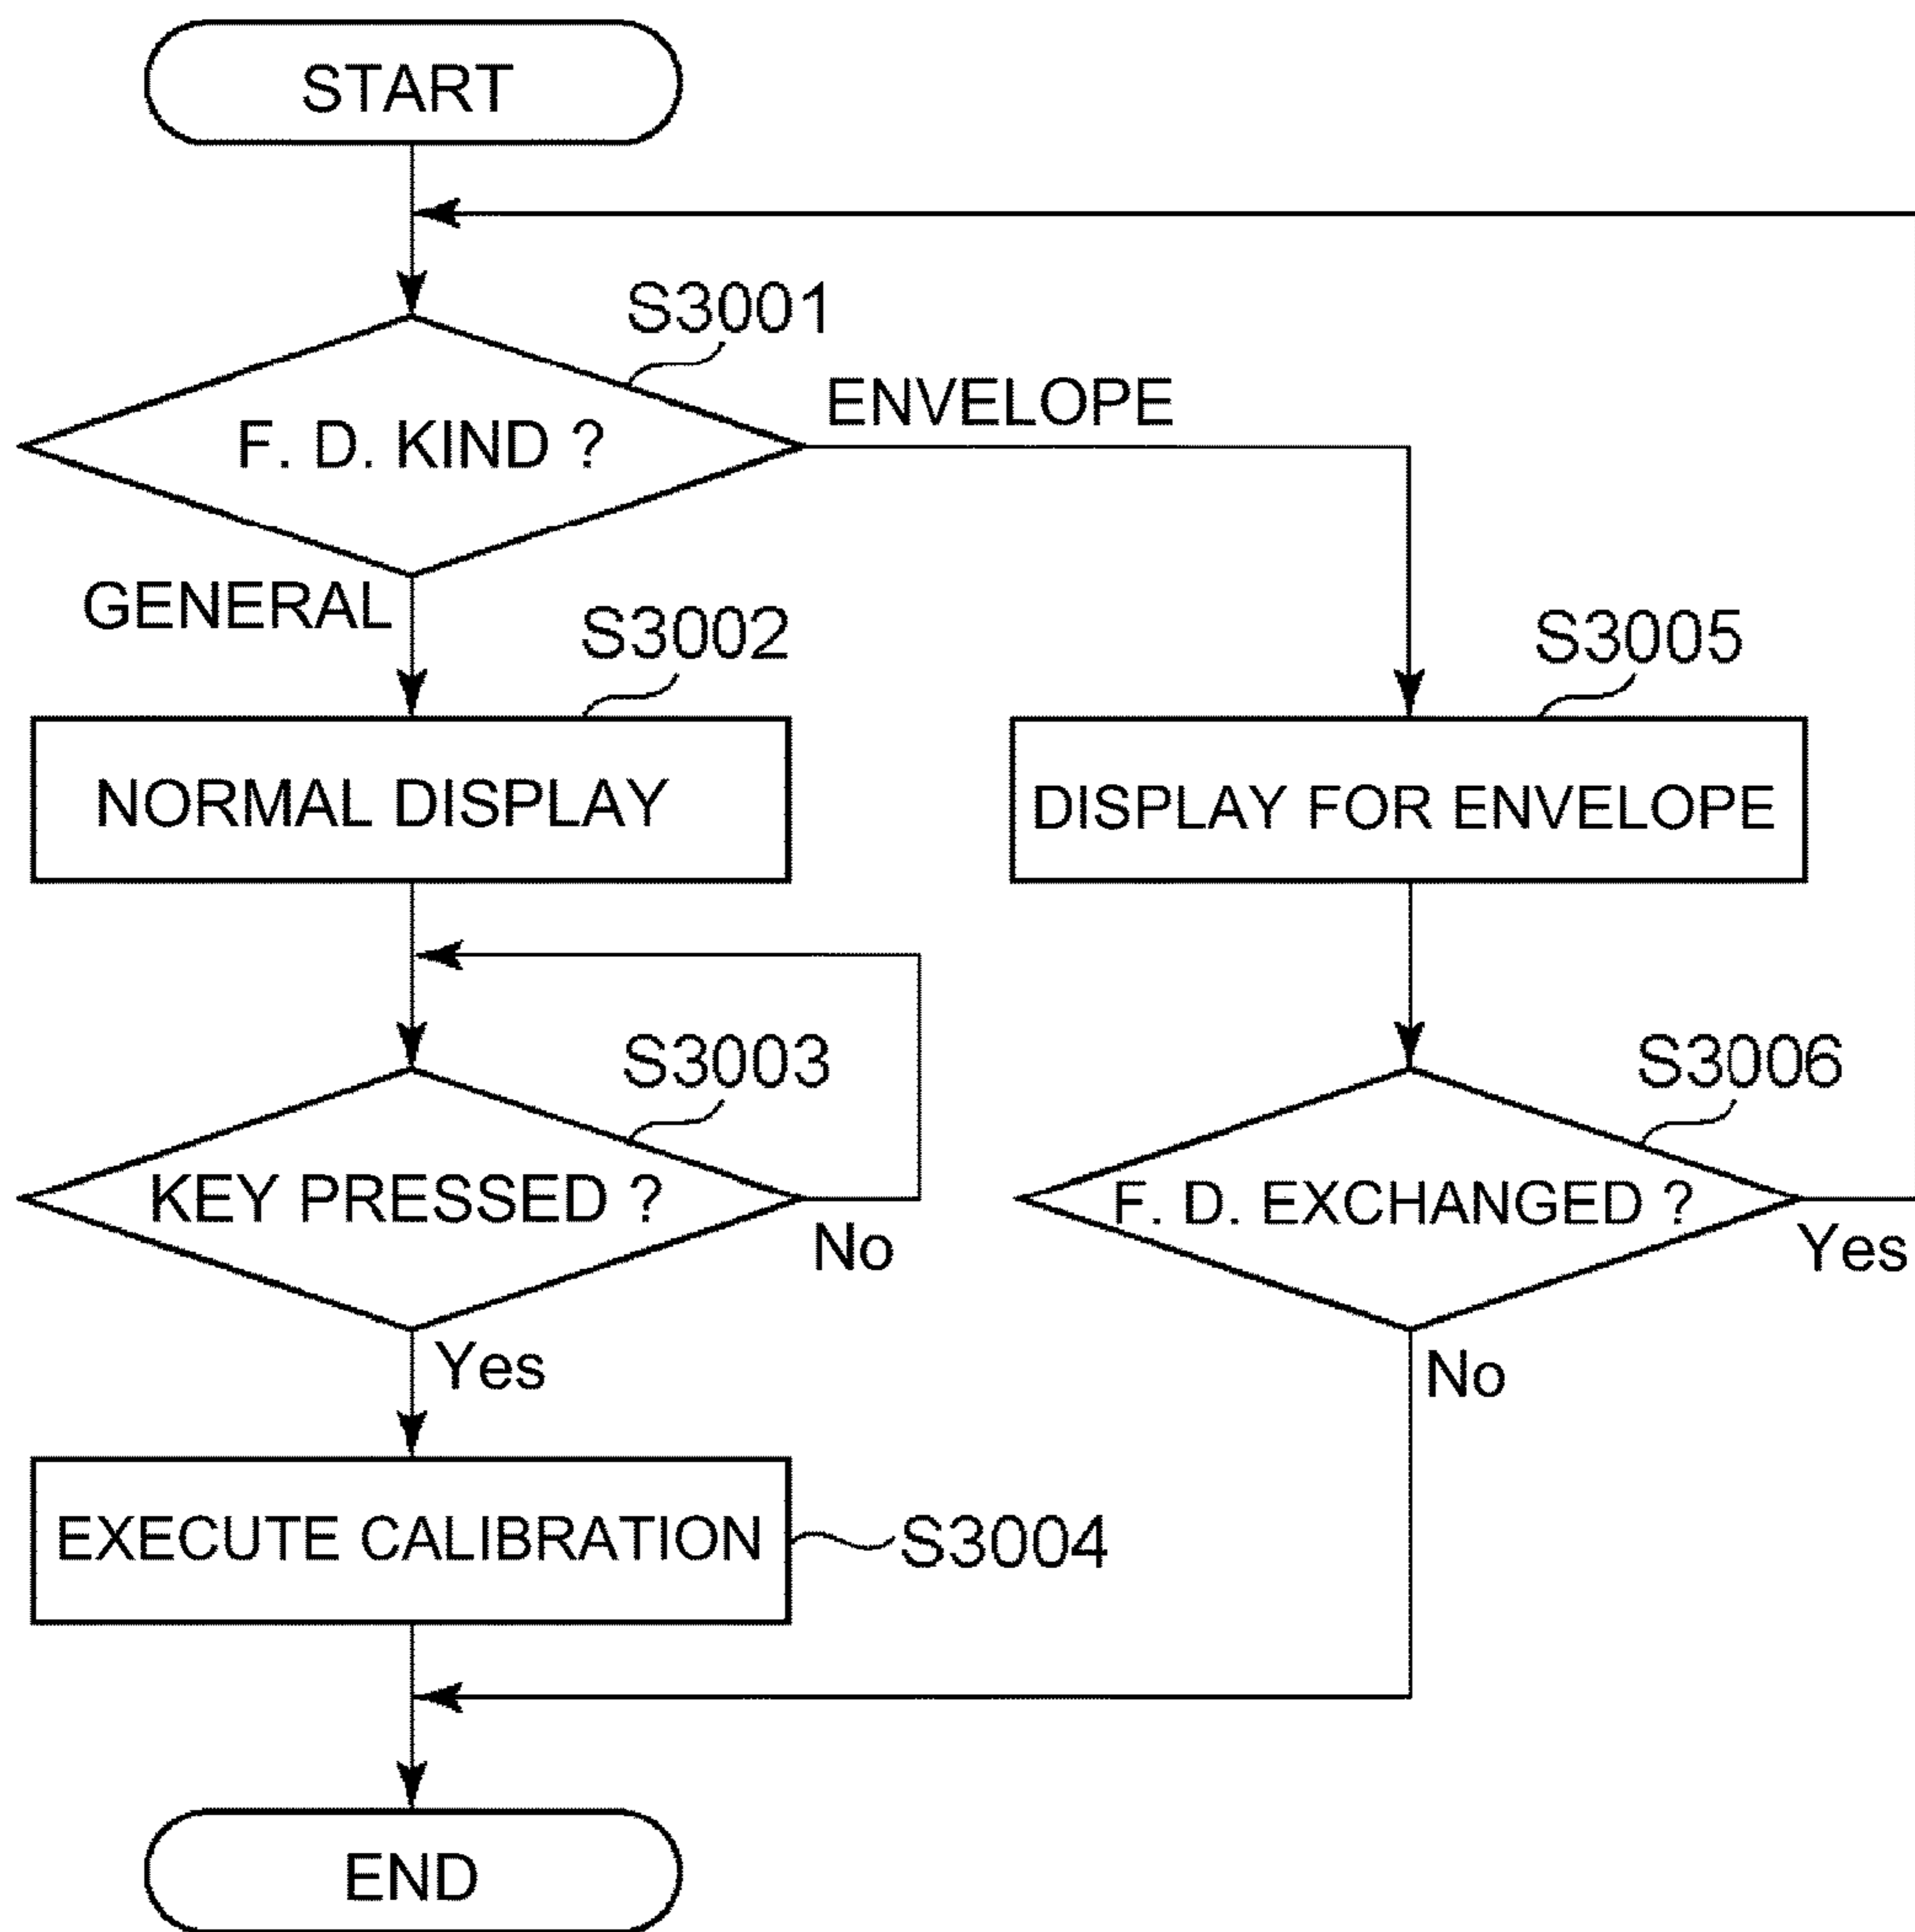 START
S3001
F. D. KIND ?
ENVELOPE
GENERAL
S3002
S3005
NORMAL DISPLAY
DISPLAY FOR ENVELOPE
S3003
S3006
KEY PRESSED ?
F. D. EXCHANGED ?
No
Yes
Yes
No
EXECUTE CALIBRATION
S3004
END